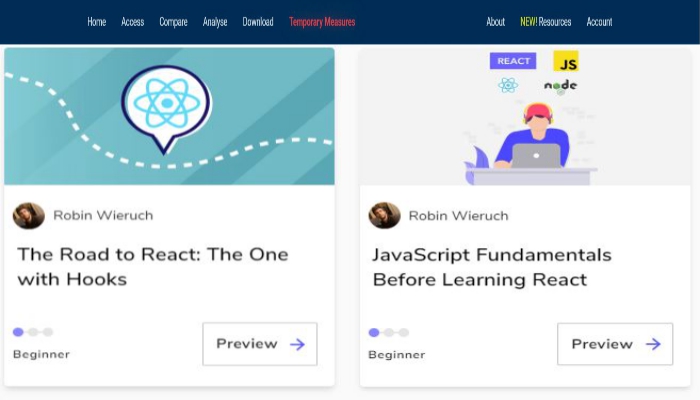 Home Access Compare Analyse Download Temporary Measures About NEW! Resources Account
REACT JS
node
Robin Wieruch
The Road to React: The One
with Hooks
Beginner
Preview
Robin Wieruch
JavaScript Fundamentals
Before Learning React
Beginner
Preview